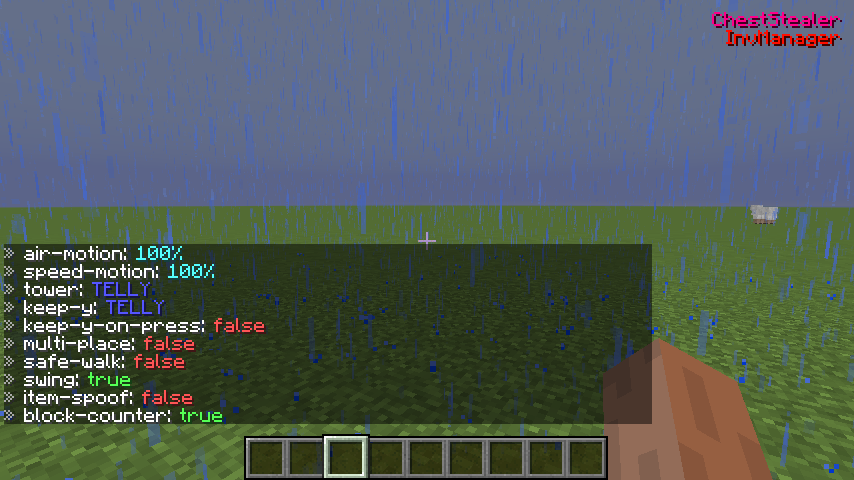 ChestStealer
InvManager
» air-motion: 100%
» speed-motion: 100%
» tower: TELLY
» keep-y: TELLY
» keep-y-on-press: false
» multi-place: false
» safe-walk: false
» swing: true
» item-spoof: false
» block-counter: true